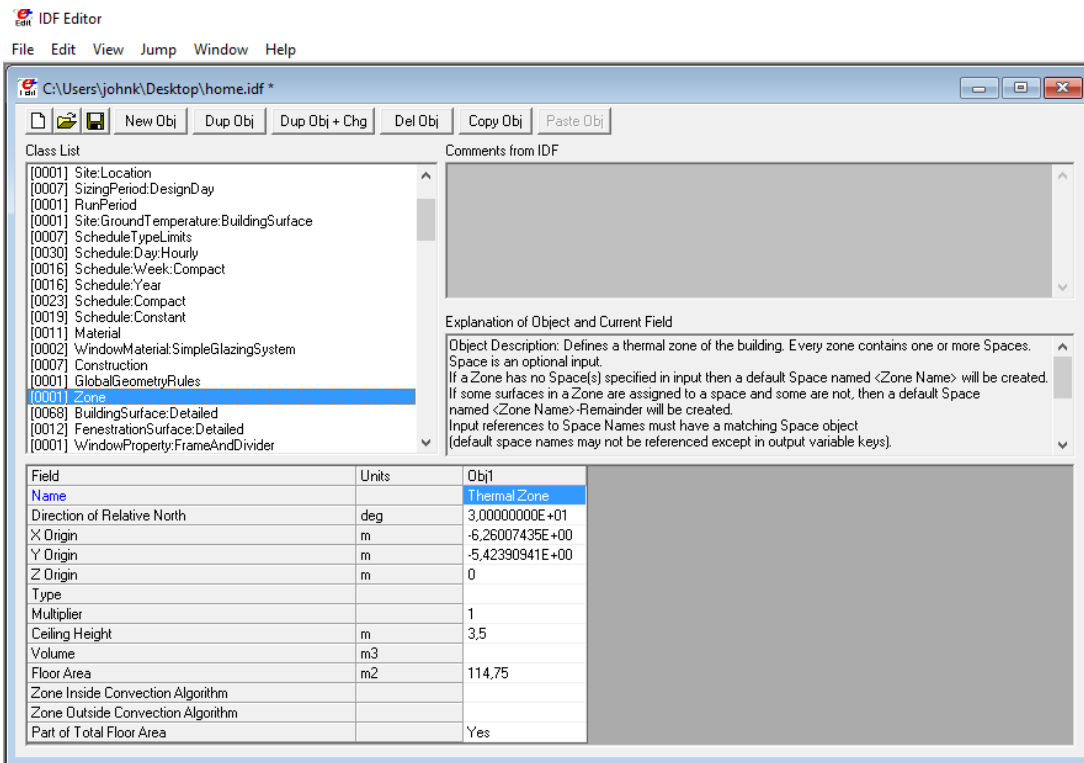 IDF Editor
File Edit View Jump Window Help
C:\Users\johnk\Desktop\home.idf *
New Obj Dup Obj Dup Obj + Chg Del Obj Copy Obj Paste Obj
Class List
[0001] Site:Location
[0007] SizingPeriod:DesignDay
[0001] RunPeriod
[0001] Site:GroundTemperature:BuildingSurface
[0007] ScheduleTypeLimits
[0030] Schedule:Day:Hourly
[0016] Schedule:Week:Compact
[0016] Schedule:Year
[0023] Schedule:Compact
[0019] Schedule:Constant
[0011] Material
[0002] WindowMaterial:SimpleGlazingSystem
[0007] Construction
[0001] GlobalGeometryRules
[0001] Zone
[0068] BuildingSurface:Detailed
[0012] FenestrationSurface:Detailed
[0001] WindowProperty:FrameAndDivider
Comments from IDF
Explanation of Object and Current Field
Object Description: Defines a thermal zone of the building. Every zone contains one or more Spaces.
Space is an optional input.
If a Zone has no Space(s) specified in input then a default Space named <Zone Name> will be created.
If some surfaces in a Zone are assigned to a space and some are not, then a default Space
named <Zone Name>-Remainder will be created.
Input references to Space Names must have a matching Space object
(default space names may not be referenced except in output variable keys).
Field Units Obj1
Name Thermal Zone
Direction of Relative North deg 3,00000000E+01
X Origin m -6,26007435E+00
Y Origin m -5,42390941E+00
Z Origin m 0
Type
Multiplier 1
Ceiling Height m 3,5
Volume m3
Floor Area m2 114,75
Zone Inside Convection Algorithm
Zone Outside Convection Algorithm
Part of Total Floor Area Yes